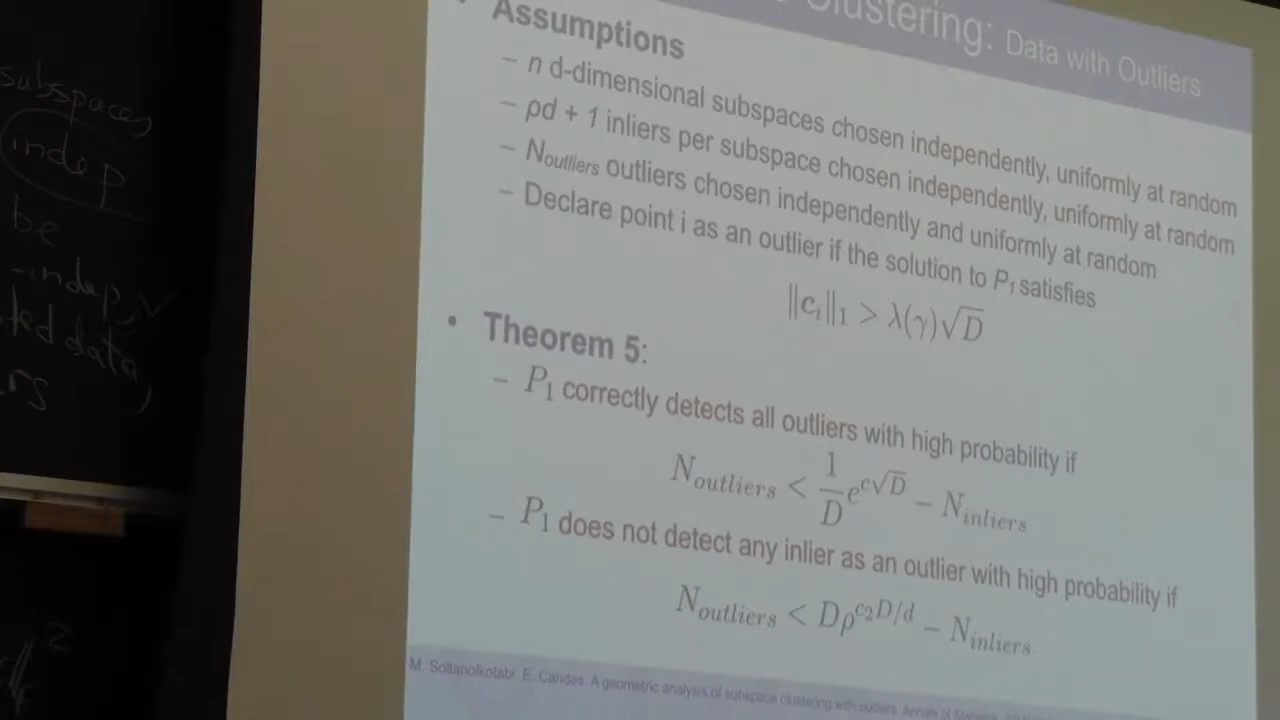 Clustering: Data with Outliers
• Assumptions
– n d-dimensional subspaces chosen independently, uniformly at random
– ρd + 1 inliers per subspace chosen independently, uniformly at random
– N_outliers outliers chosen independently and uniformly at random
– Declare point i as an outlier if the solution to P₁ satisfies
‖c_i‖₁ > λ(γ)√D
• Theorem 5:
– P₁ correctly detects all outliers with high probability if
N_outliers < 1/D e^{c√D} − N_inliers
– P₁ does not detect any inlier as an outlier with high probability if
N_outliers < Dρ^{c₂D/d} − N_inliers
M. Soltanolkotabi, E. Candes. A geometric analysis of subspace clustering with outliers. Annals of Statistics,
subspaces
indep
be
-indep ✓
data,